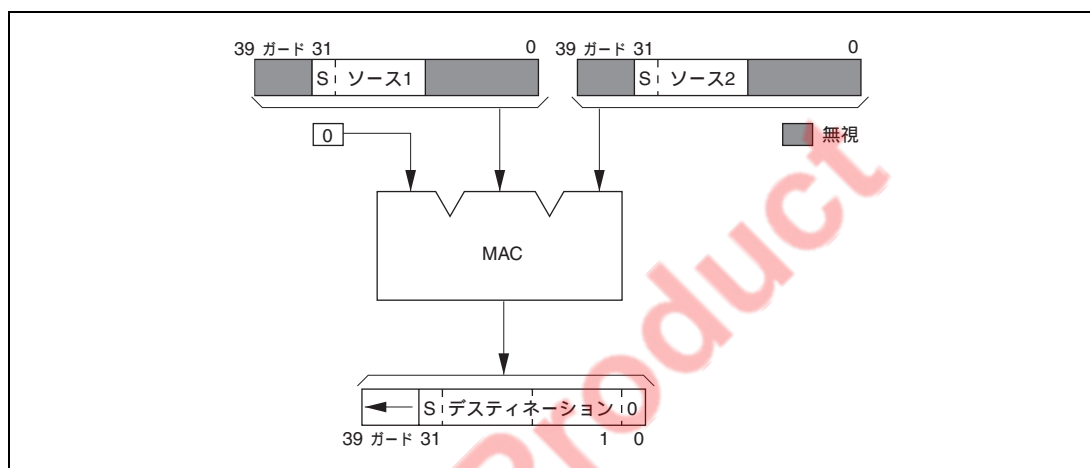 39 ガード 31 0 39 ガード 31 0
S ソース1 S ソース2
0 無視
MAC
S デスティネーション 0
39 ガード 31 1 0
Product